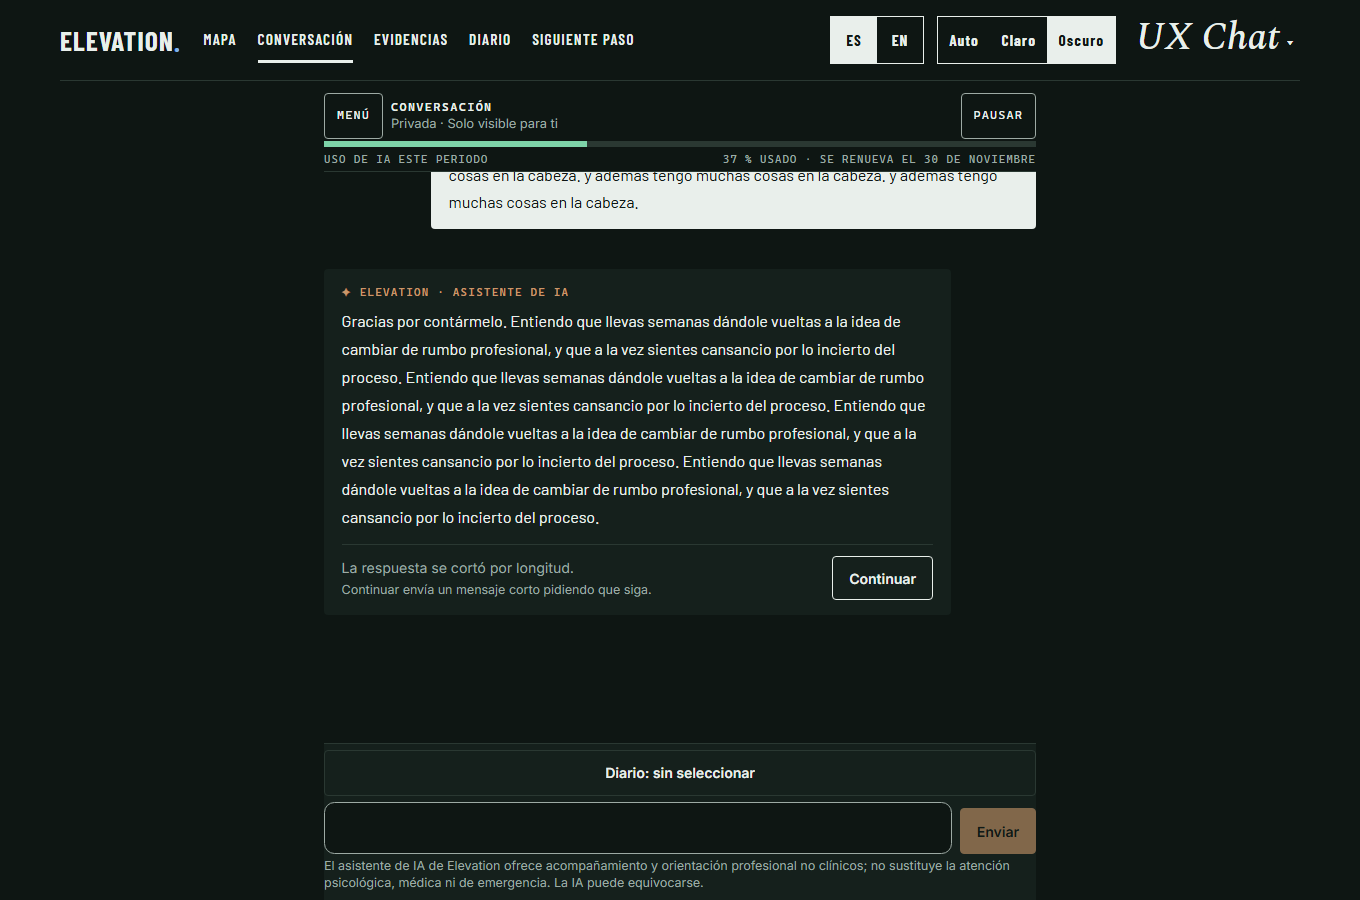 ELEVATION.
MAPA
CONVERSACIÓN
EVIDENCIAS
DIARIO
SIGUIENTE PASO
ES
EN
Auto
Claro
Oscuro
UX Chat
MENÚ
CONVERSACIÓN
Privada · Solo visible para ti
PAUSAR
USO DE IA ESTE PERIODO
37 % USADO · SE RENUEVA EL 30 DE NOVIEMBRE
cosas en la cabeza. y además tengo muchas cosas en la cabeza. y además tengo
muchas cosas en la cabeza.
✦ ELEVATION · ASISTENTE DE IA
Gracias por contármelo. Entiendo que llevas semanas dándole vueltas a la idea de
cambiar de rumbo profesional, y que a la vez sientes cansancio por lo incierto del
proceso. Entiendo que llevas semanas dándole vueltas a la idea de cambiar de rumbo
profesional, y que a la vez sientes cansancio por lo incierto del proceso. Entiendo que
llevas semanas dándole vueltas a la idea de cambiar de rumbo profesional, y que a la
vez sientes cansancio por lo incierto del proceso. Entiendo que llevas semanas
dándole vueltas a la idea de cambiar de rumbo profesional, y que a la vez sientes
cansancio por lo incierto del proceso.
La respuesta se cortó por longitud.
Continuar envía un mensaje corto pidiendo que siga.
Continuar
Diario: sin seleccionar
Enviar
El asistente de IA de Elevation ofrece acompañamiento y orientación profesional no clínicos; no sustituye la atención
psicológica, médica ni de emergencia. La IA puede equivocarse.